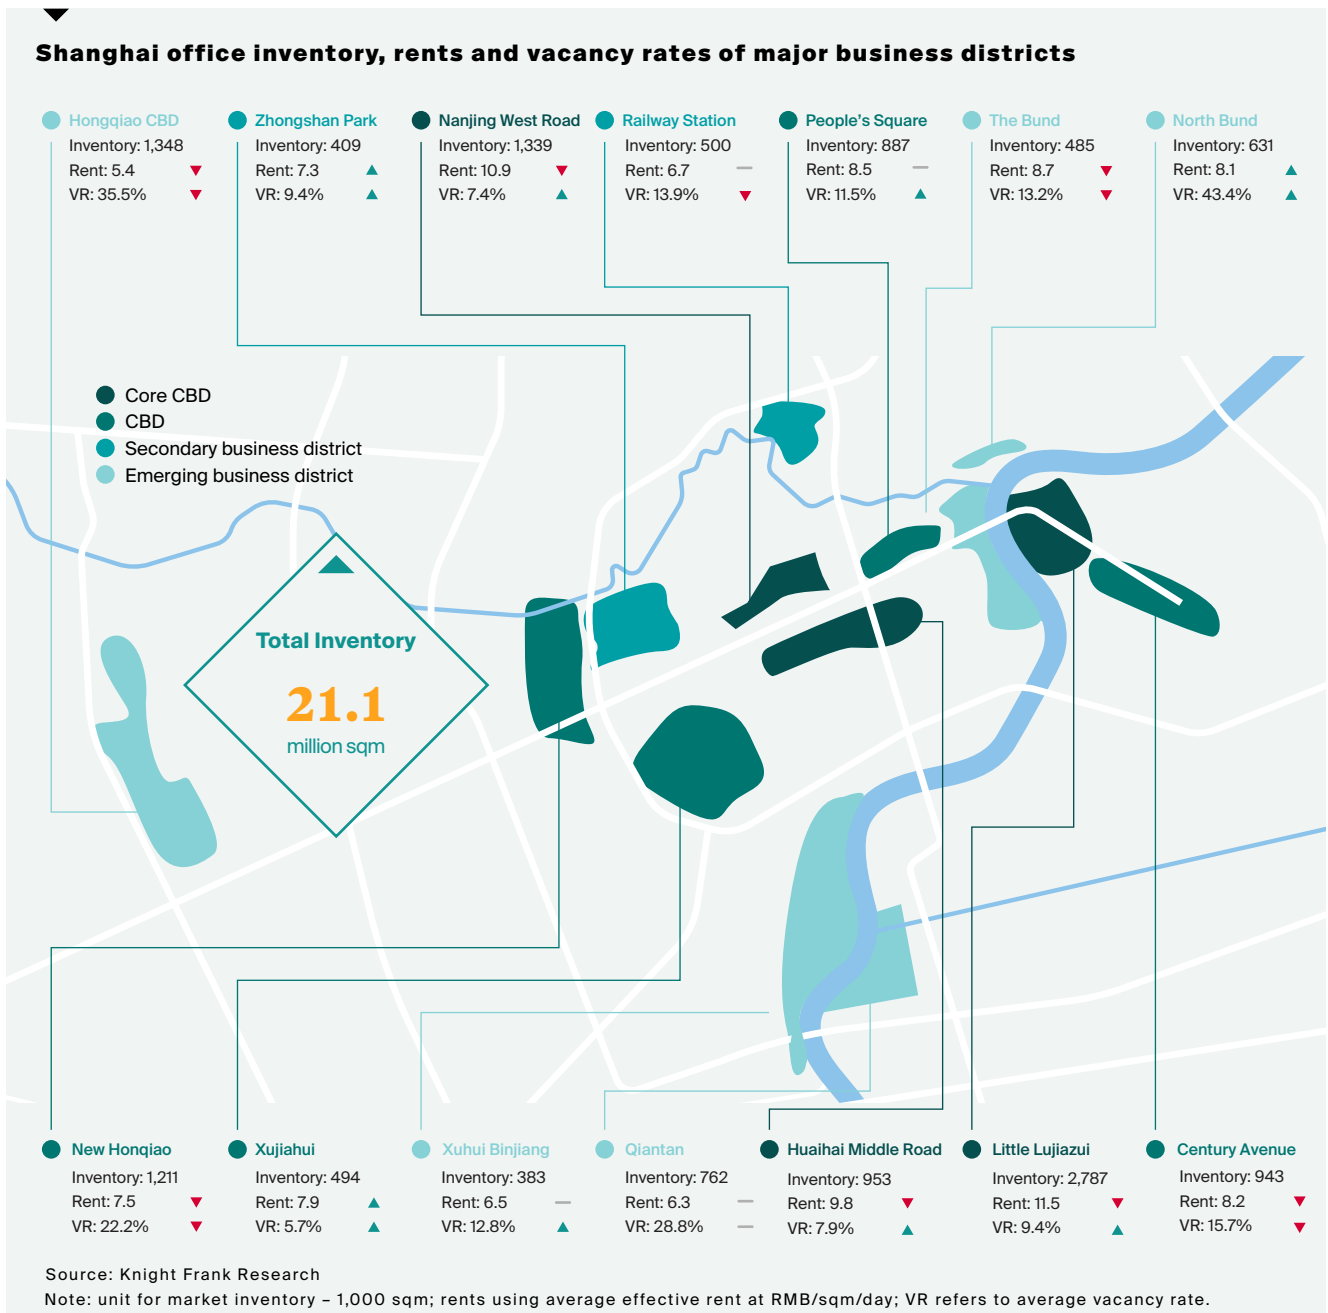 Shanghai office inventory, rents and vacancy rates of major business districts
Hongqiao CBD
Inventory: 1,348
Rent: 5.4
VR: 35.5%
Zhongshan Park
Inventory: 409
Rent: 7.3
VR: 9.4%
Nanjing West Road
Inventory: 1,339
Rent: 10.9
VR: 7.4%
Railway Station
Inventory: 500
Rent: 6.7
VR: 13.9%
People's Square
Inventory: 887
Rent: 8.5
VR: 11.5%
The Bund
Inventory: 485
Rent: 8.7
VR: 13.2%
North Bund
Inventory: 631
Rent: 8.1
VR: 43.4%
Core CBD
CBD
Secondary business district
Emerging business district
Total Inventory
21.1
million sqm
New Honqiao
Inventory: 1,211
Rent: 7.5
VR: 22.2%
Xujiahui
Inventory: 494
Rent: 7.9
VR: 5.7%
Xuhui Binjiang
Inventory: 383
Rent: 6.5
VR: 12.8%
Qiantan
Inventory: 762
Rent: 6.3
VR: 28.8%
Huaihai Middle Road
Inventory: 953
Rent: 9.8
VR: 7.9%
Little Lujiazui
Inventory: 2,787
Rent: 11.5
VR: 9.4%
Century Avenue
Inventory: 943
Rent: 8.2
VR: 15.7%
Source: Knight Frank Research
Note: unit for market inventory – 1,000 sqm; rents using average effective rent at RMB/sqm/day; VR refers to average vacancy rate.